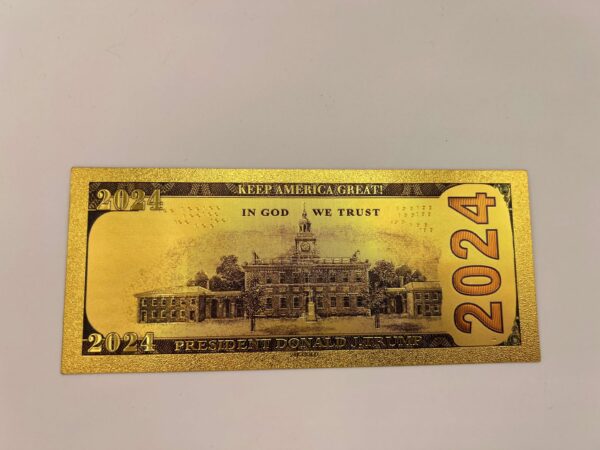 KEEP AMERICA GREAT!
2024
IN GOD WE TRUST
2024
2024
PRESIDENT DONALD J. TRUMP